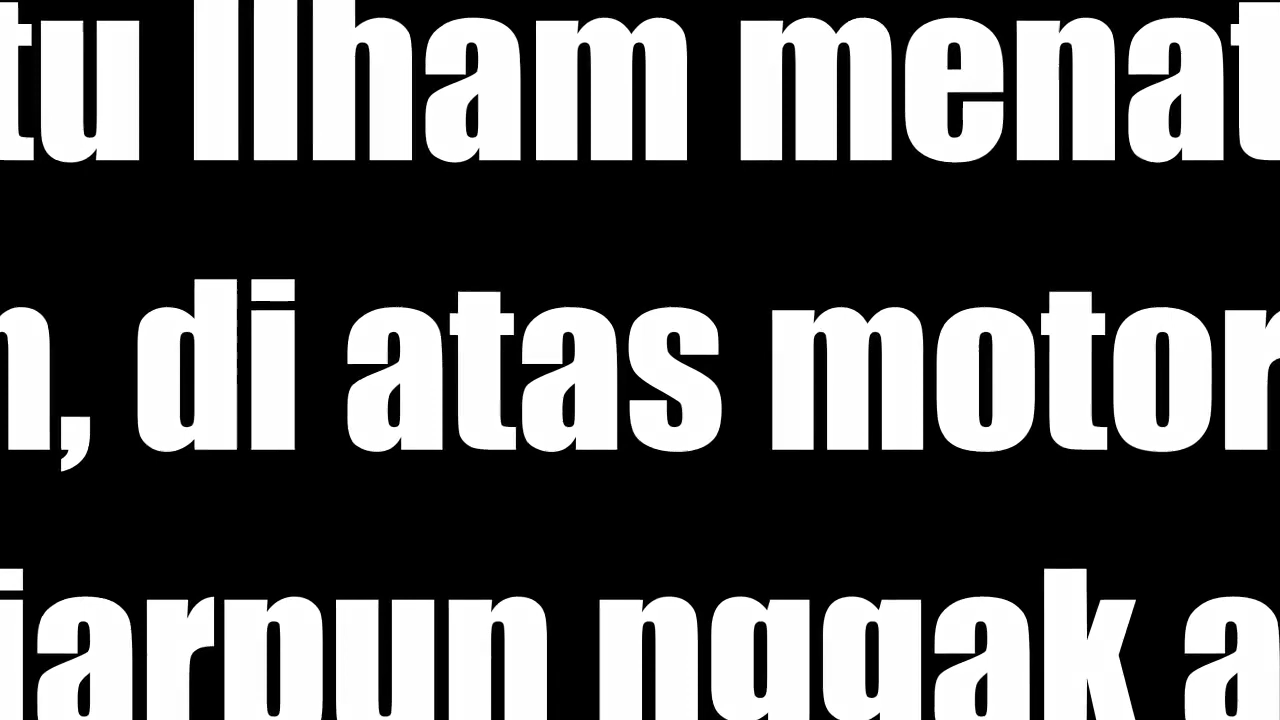 tu Ilham menat
n, di atas motor
iarpun nggak a